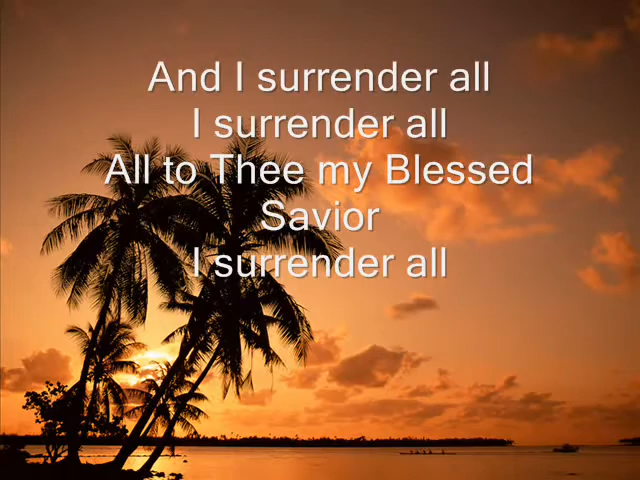 And I surrender all
I surrender all
All to Thee my Blessed
Savior
I surrender all